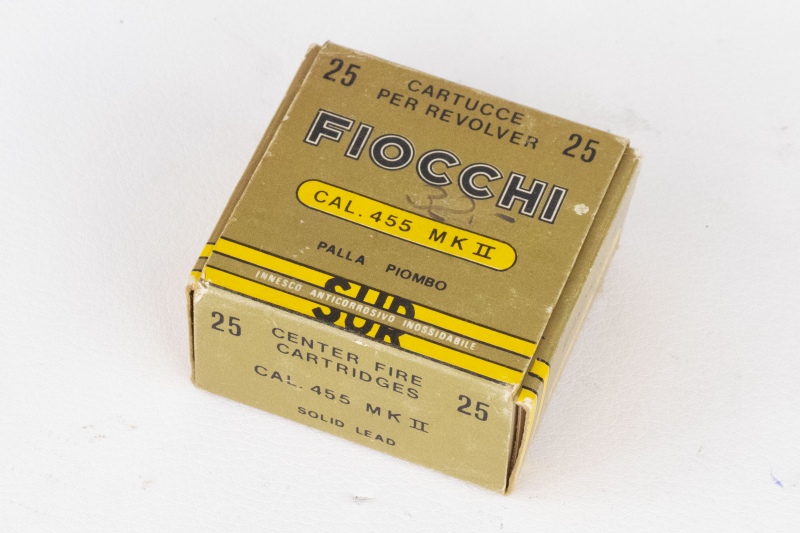 25
CARTUCCE
PER REVOLVER
25
FIOCCHI
CAL. 455 MK II
PALLA PIOMBO
INNESCO ANTICORROSIVO INOSSIDABILE
25
CENTER FIRE
CARTRIDGES
CAL. 455 MK II
25
SOLID LEAD